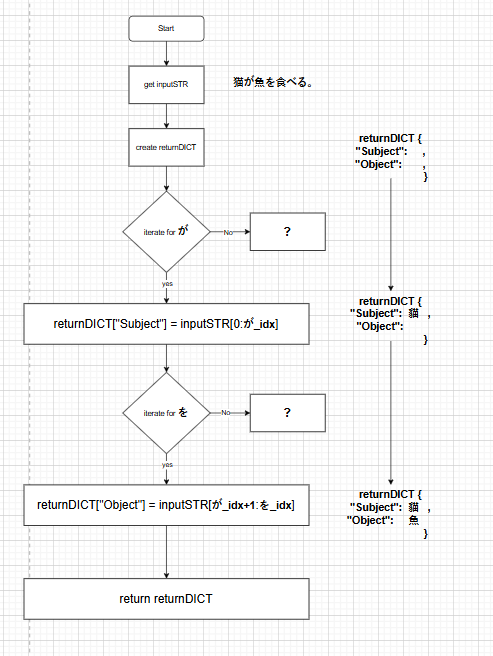 Start
get inputSTR
猫が魚を食べる。
create returnDICT
returnDICT {
"Subject": ,
"Object": ,
}
iterate for が
No
?
yes
returnDICT["Subject"] = inputSTR[0:が_idx]
returnDICT {
"Subject": 猫 ,
"Object":
}
iterate for を
No
?
yes
returnDICT["Object"] = inputSTR[が_idx+1:を_idx]
returnDICT {
"Subject": 猫 ,
"Object": 魚
}
return returnDICT